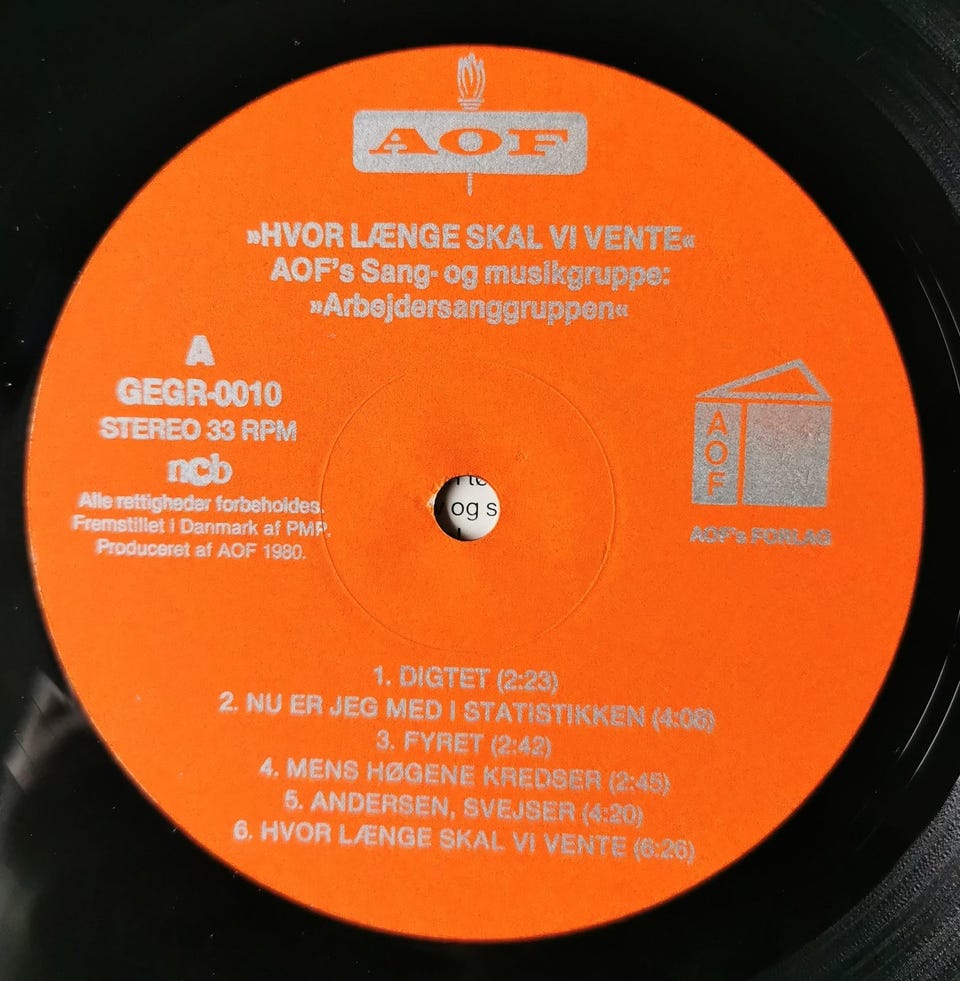 AOF
»HVOR LÆNGE SKAL VI VENTE«
AOF's Sang- og musikgruppe:
»Arbejdersanggruppen«
A
GEGR-0010
STEREO 33 RPM
ncb
Alle rettigheder forbeholdes.
Fremstillet i Danmark af PMP.
Produceret af AOF 1980.
AOF
AOF's FORLAG
og s
1. DIGTET (2:23)
2. NU ER JEG MED I STATISTIKKEN (4:06)
3. FYRET (2:42)
4. MENS HØGENE KREDSER (2:45)
5. ANDERSEN, SVEJSER (4:20)
6. HVOR LÆNGE SKAL VI VENTE (6:26)